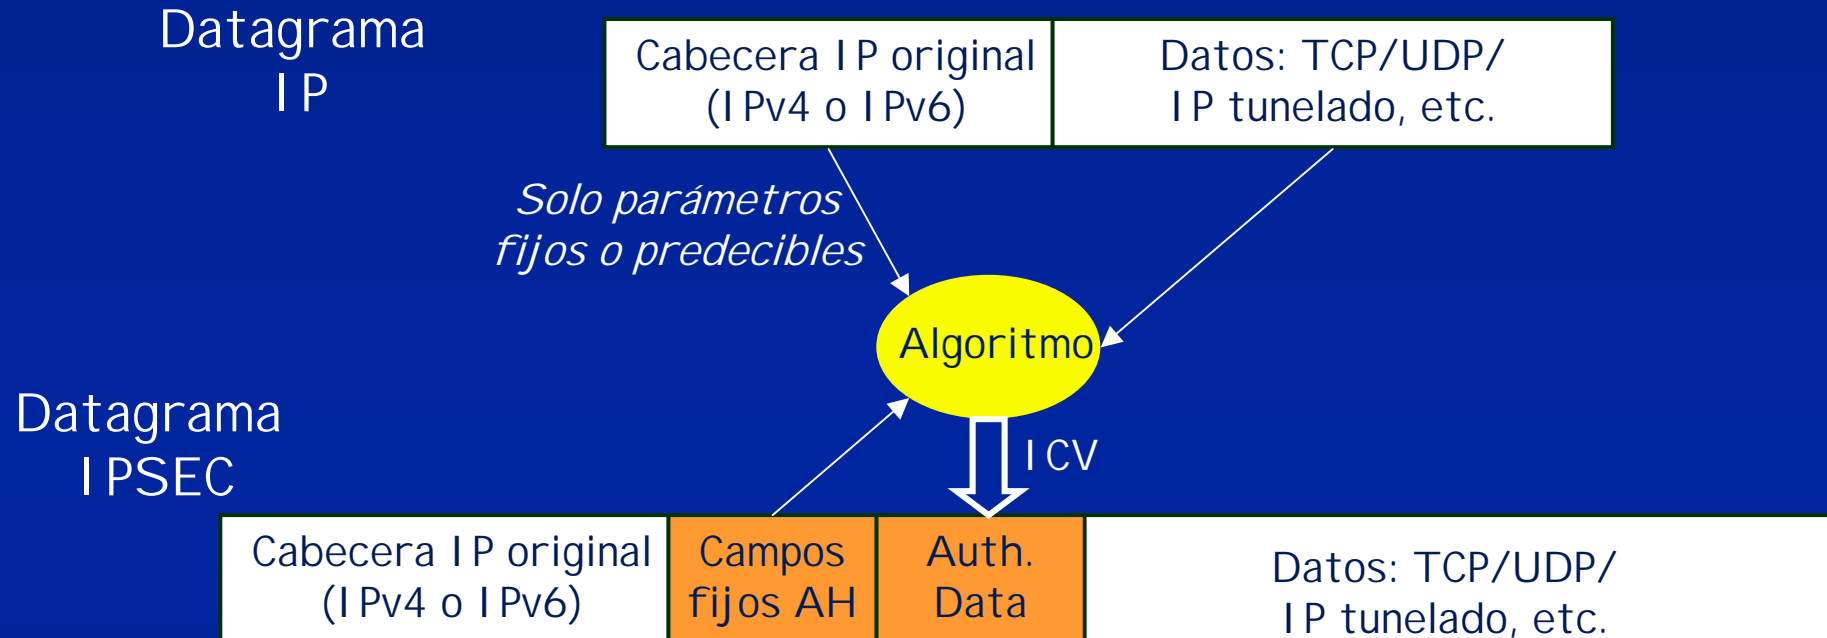 Datagrama
IP
Cabecera IP original
(IPv4 o IPv6)
Datos: TCP/UDP/
IP tunelado, etc.
Solo parámetros
fijos o predecibles
Algoritmo
ICV
Datagrama
IPSEC
Cabecera IP original
(IPv4 o IPv6)
Campos
fijos AH
Auth.
Data
Datos: TCP/UDP/
IP tunelado, etc.